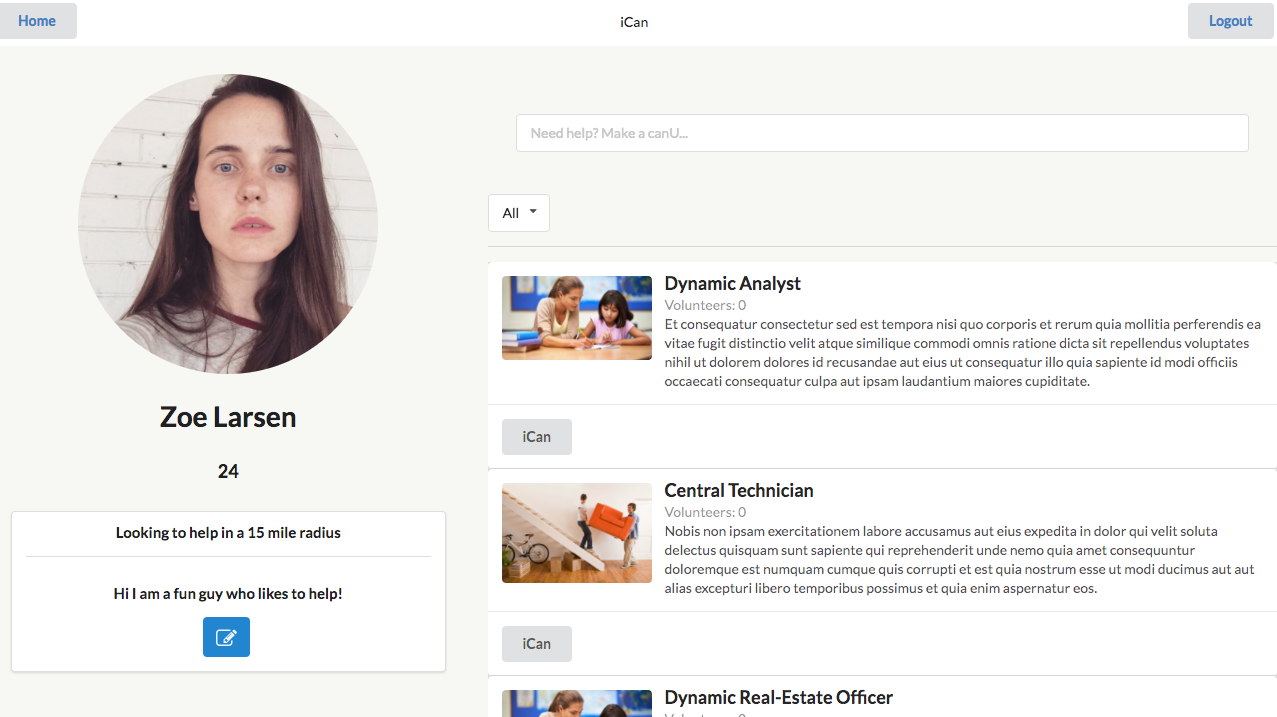 Home
iCan
Logout
Need help? Make a canU...
All
Zoe Larsen
24
Looking to help in a 15 mile radius
Hi I am a fun guy who likes to help!
Dynamic Analyst
Volunteers: 0
Et consequatur consectetur sed est tempora nisi quo corporis et rerum quia mollitia perferendis ea
vitae fugit distinctio velit atque similique commodi omnis ratione dicta sit repellendus voluptates
nihil ut dolorem dolores id recusandae aut eius ut consequatur illo quia sapiente id modi officiis
occaecati consequatur culpa aut ipsam laudantium maiores cupiditate.
iCan
Central Technician
Volunteers: 0
Nobis non ipsam exercitationem labore accusamus aut eius expedita in dolor qui velit soluta
delectus quisquam sunt sapiente qui reprehenderit unde nemo quia amet consequuntur
doloremque est numquam cumque quis corrupti et est quia nostrum esse ut modi ducimus aut aut
alias excepturi libero temporibus possimus et quia enim aspernatur eos.
iCan
Dynamic Real-Estate Officer